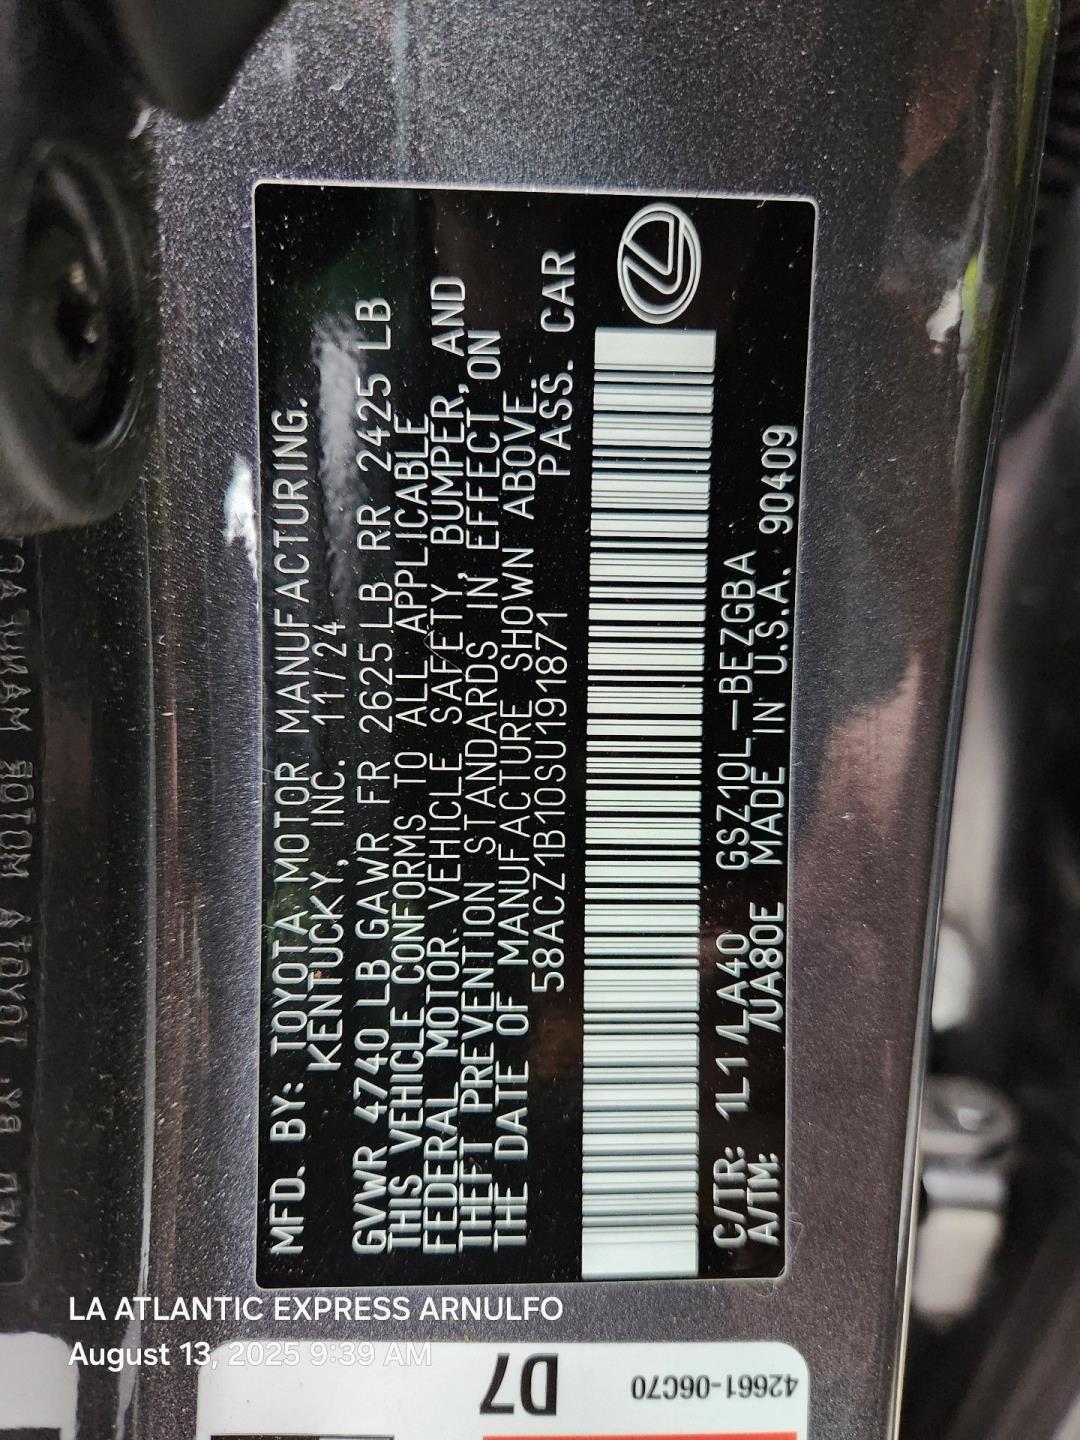 MFD. BY: TOYOTA MOTOR MANUFACTURING.
KENTUCKY, INC. 11/24
GVWR 4740 LB GAWR FR 2625LB RR 2425 LB
THIS VEHICLE CONFORMS TO ALL APPLICABLE
FEDERAL MOTOR VEHICLE SAFETY, BUMPER, AND
THEFT PREVENTION STANDARDS IN EFFECT ON
THE DATE OF MANUFACTURE SHOWN ABOVE.
58ACZ1B10SU191871 PASS. CAR
C/TR: 1L1/LA40 GSZ10L-BEZGBA
A/TM: /UA80E MADE IN U.S.A. 90409
LA ATLANTIC EXPRESS ARNULFO
August 13, 2025 9:39 AM
D7
42661-06C70